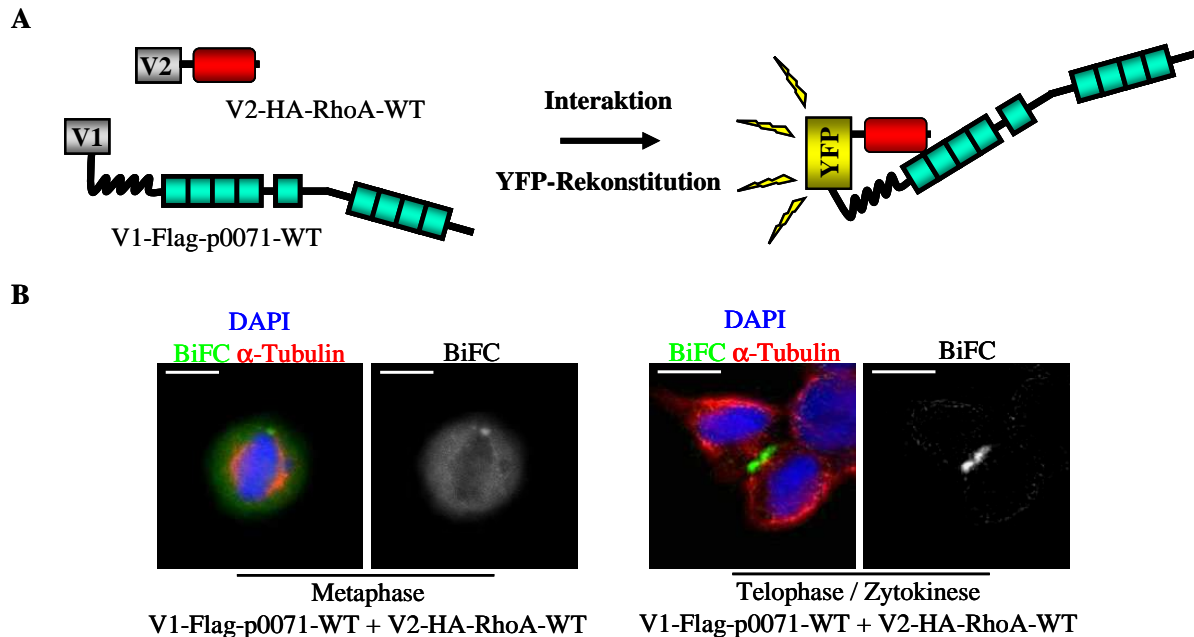 A
V2
V2-HA-RhoA-WT
V1
V1-Flag-p0071-WT
Interaktion
YFP-Rekonstitution
YFP
B
DAPI
BiFC α-Tubulin
BiFC
DAPI
BiFC α-Tubulin
BiFC
Metaphase
V1-Flag-p0071-WT + V2-HA-RhoA-WT
Telophase / Zytokinese
V1-Flag-p0071-WT + V2-HA-RhoA-WT